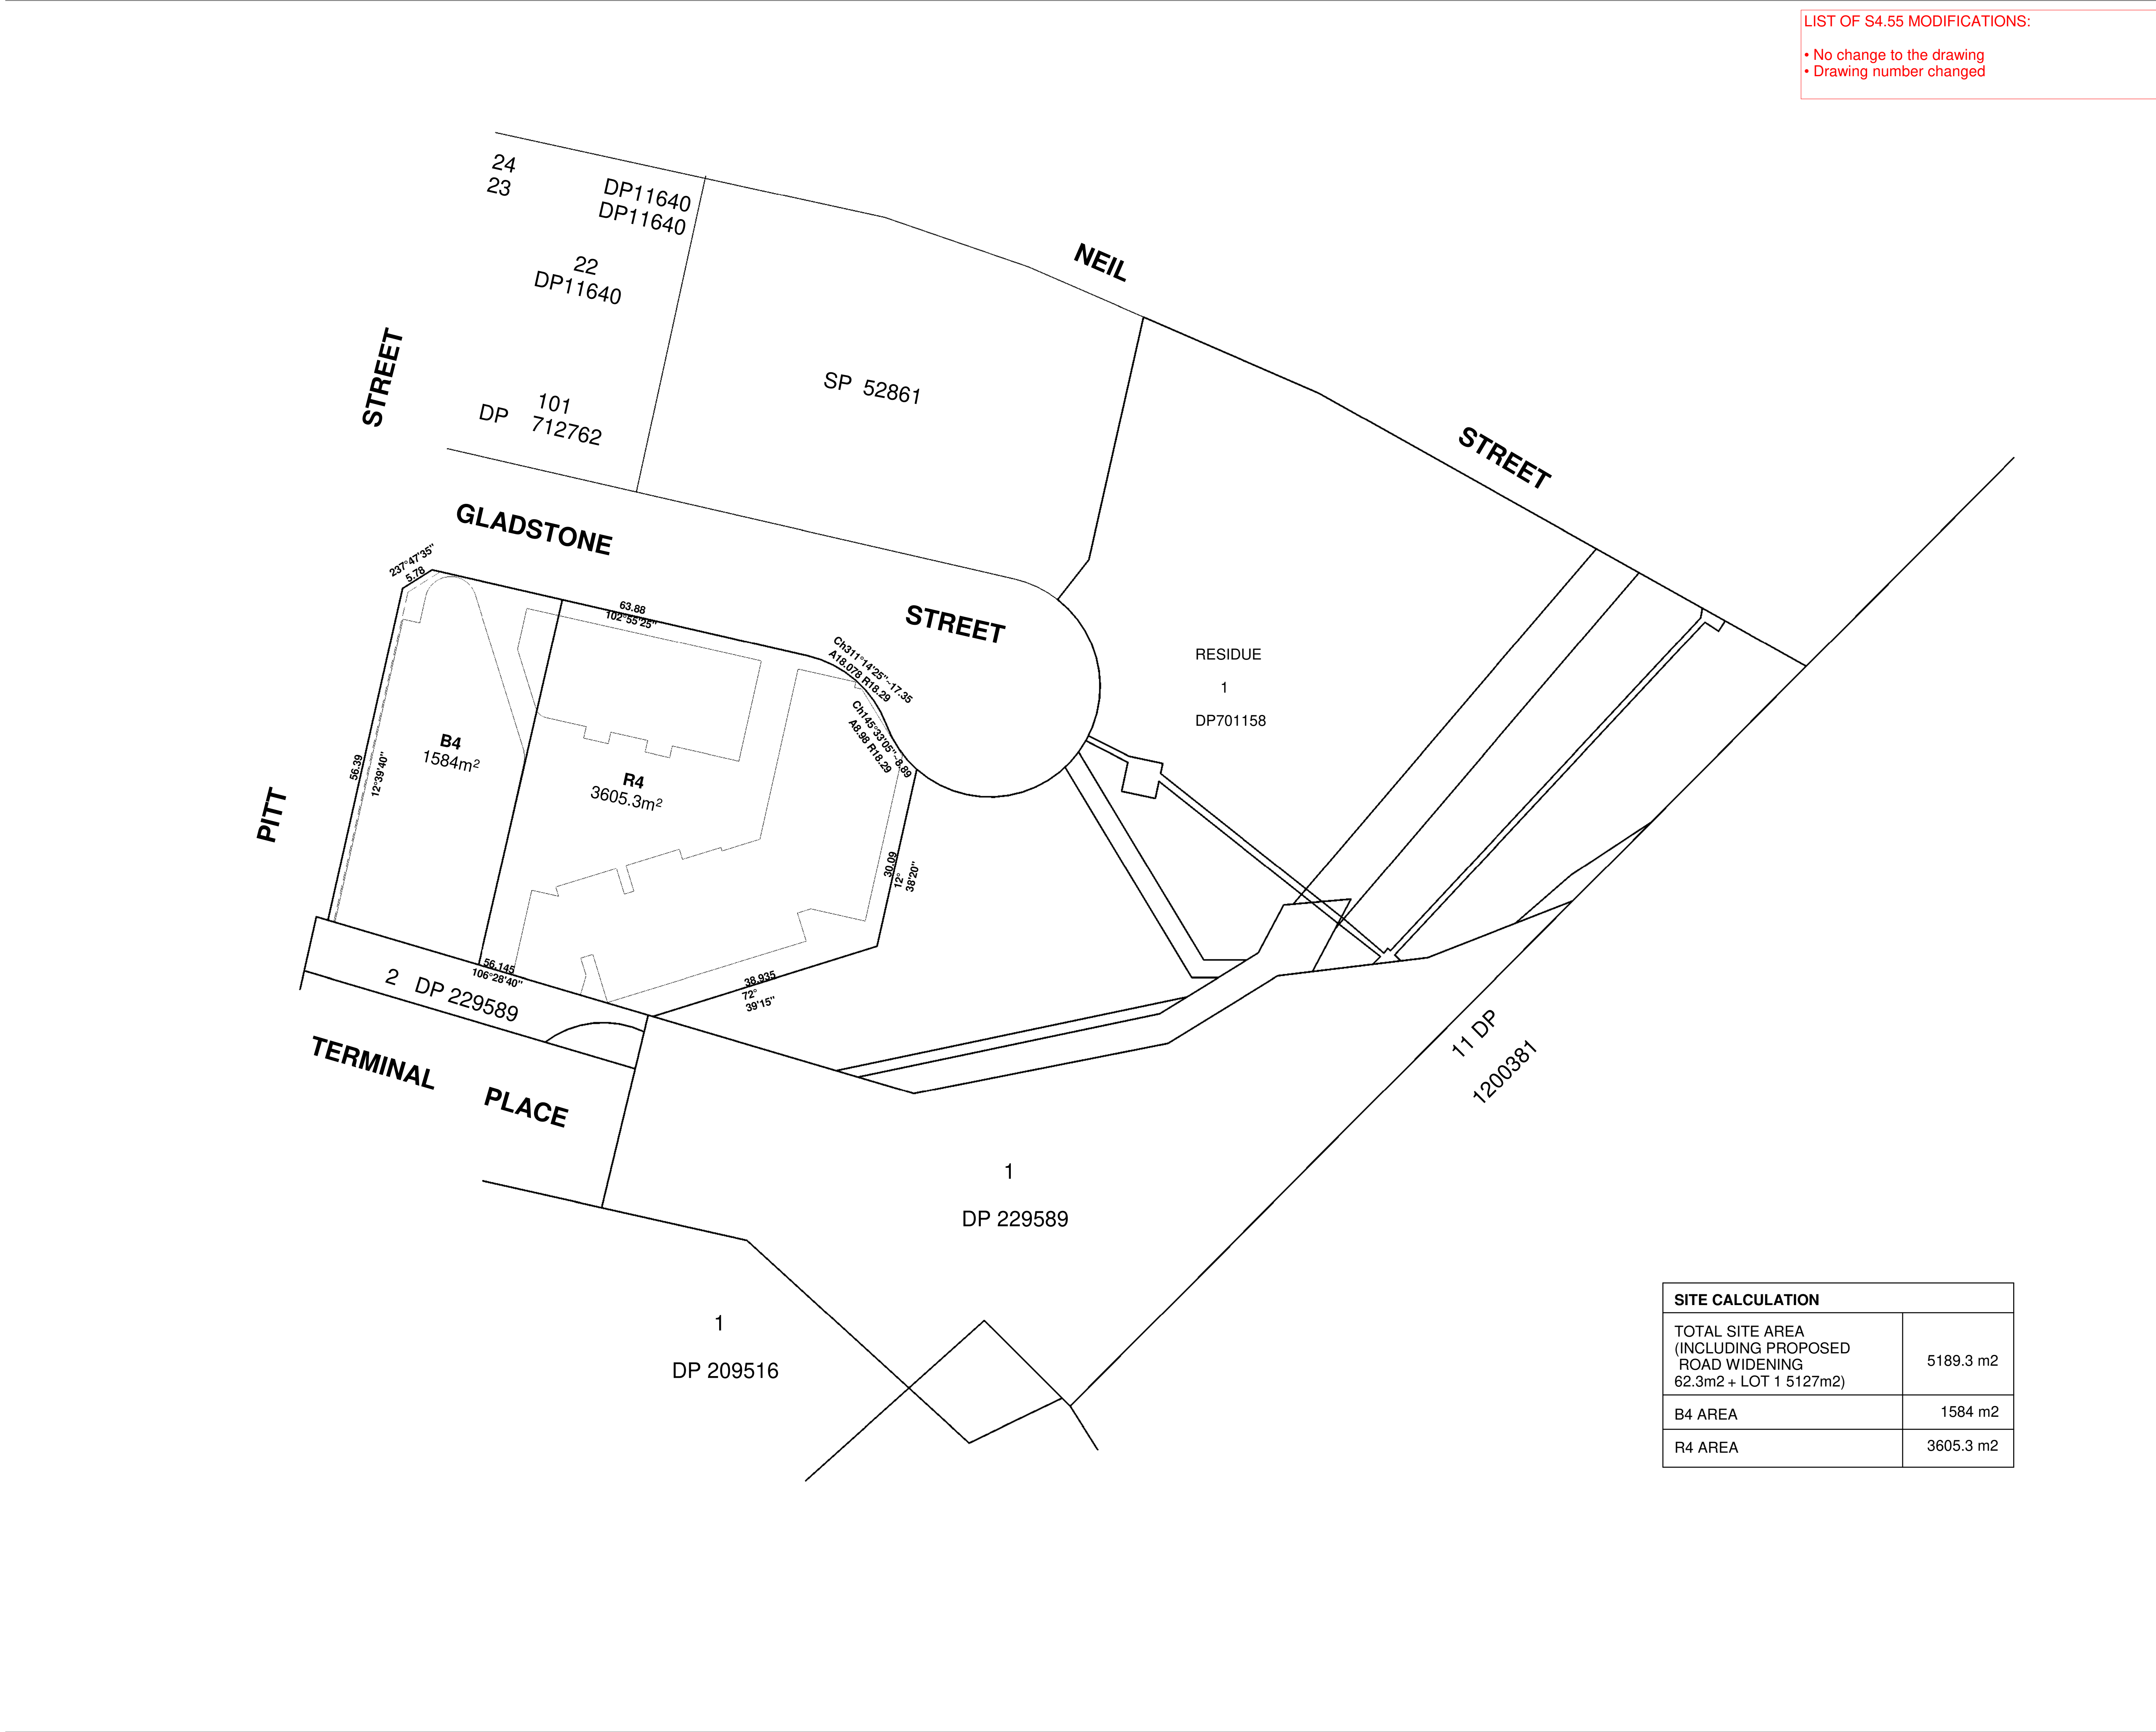 LIST OF S4.55 MODIFICATIONS:
• No change to the drawing
• Drawing number changed
24
23
DP11640
DP11640
22
DP11640
NEIL
STREET
101
DP 712762
SP 52861
STREET
GLADSTONE
237°47'35"
5.78
63.88
102°55'25"
STREET
Ch311°14'25"~17.35
A18.078 R18.29
Ch145°33'05"~8.89
A8.98 R18.29
RESIDUE
1
DP701158
B4
1584m²
R4
3605.3m²
56.39
12°39'40"
PITT
30.09
12°
38'20"
56.145
106°28'40"
38.935
72°
39'15"
2 DP 229589
TERMINAL PLACE
11 DP
1200381
1
DP 229589
1
DP 209516
SITE CALCULATION
TOTAL SITE AREA
(INCLUDING PROPOSED
ROAD WIDENING
62.3m2 + LOT 1 5127m2)
5189.3 m2
B4 AREA
1584 m2
R4 AREA
3605.3 m2